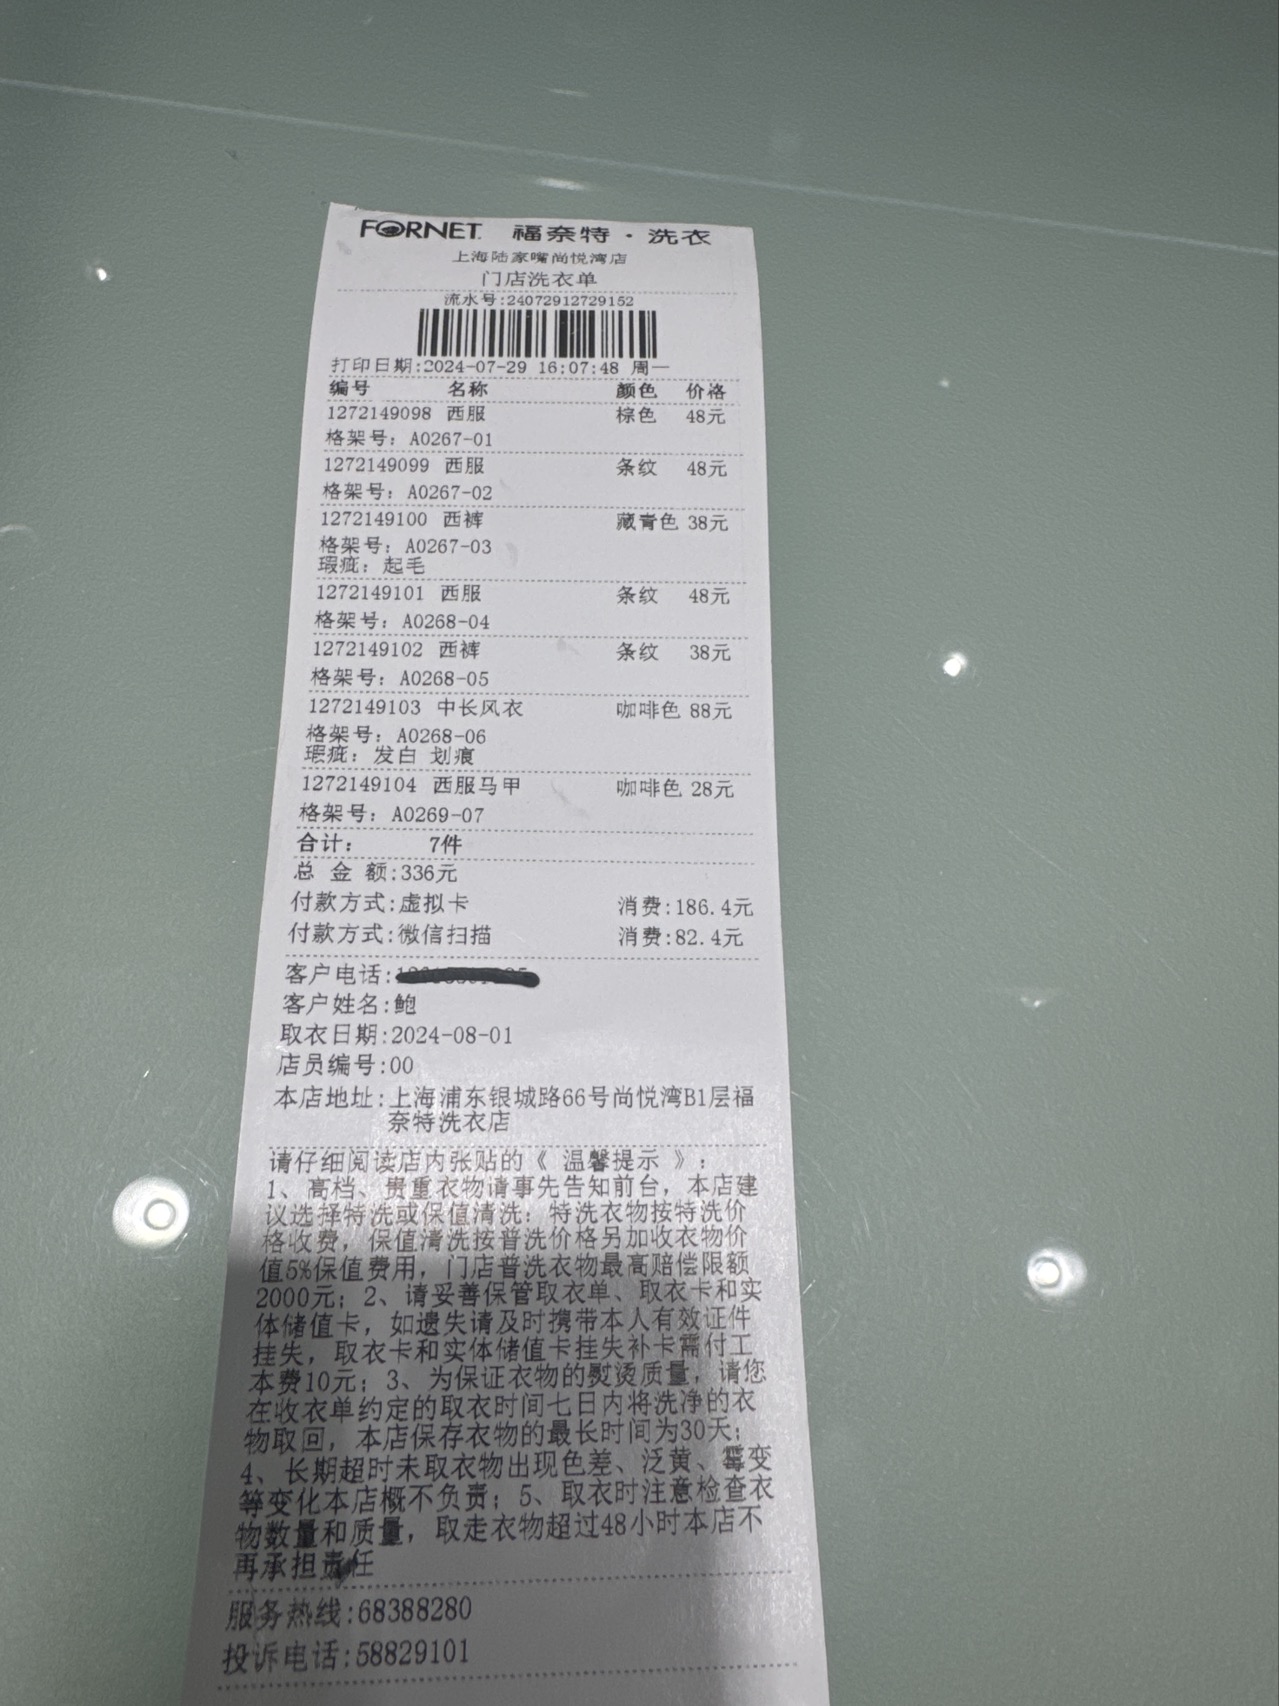 FORNET 福奈特·洗衣
上海陆家嘴尚悦湾店
门店洗衣单
流水号:24072912729152
打印日期:2024-07-29 16:07:48 周一
编号 名称 颜色 价格
1272149098 西服 棕色 48元
格架号: A0267-01
1272149099 西服 条纹 48元
格架号: A0267-02
1272149100 西裤 藏青色 38元
格架号: A0267-03
瑕疵: 起毛
1272149101 西服 条纹 48元
格架号: A0268-04
1272149102 西裤 条纹 38元
格架号: A0268-05
1272149103 中长风衣 咖啡色 88元
格架号: A0268-06
瑕疵: 发白 划痕
1272149104 西服马甲 咖啡色 28元
格架号: A0269-07
合计: 7件
总 金 额:336元
付款方式:虚拟卡 消费:186.4元
付款方式:微信扫描 消费:82.4元
客户电话:
客户姓名:鲍
取衣日期:2024-08-01
店员编号:00
本店地址:上海浦东银城路66号尚悦湾B1层福
奈特洗衣店
请仔细阅读店内张贴的《 温馨提示 》:
1、高档、贵重衣物请事先告知前台，本店建
议选择特洗或保值清洗: 特洗衣物按特洗价
格收费，保值清洗按普洗价格另加收衣物价
值5%保值费用，门店普洗衣物最高赔偿限额
2000元; 2、请妥善保管取衣单、取衣卡和实
体储值卡，如遗失请及时携带本人有效证件
挂失，取衣卡和实体储值卡挂失补卡需付工
本费10元; 3、为保证衣物的熨烫质量，请您
在收衣单约定的取衣时间七日内将洗净的衣
物取回，本店保存衣物的最长时间为30天;
4、长期超时未取衣物出现色差、泛黄、霉变
等变化本店概不负责; 5、取衣时注意检查衣
物数量和质量，取走衣物超过48小时本店不
再承担责任
服务热线:68388280
投诉电话:58829101